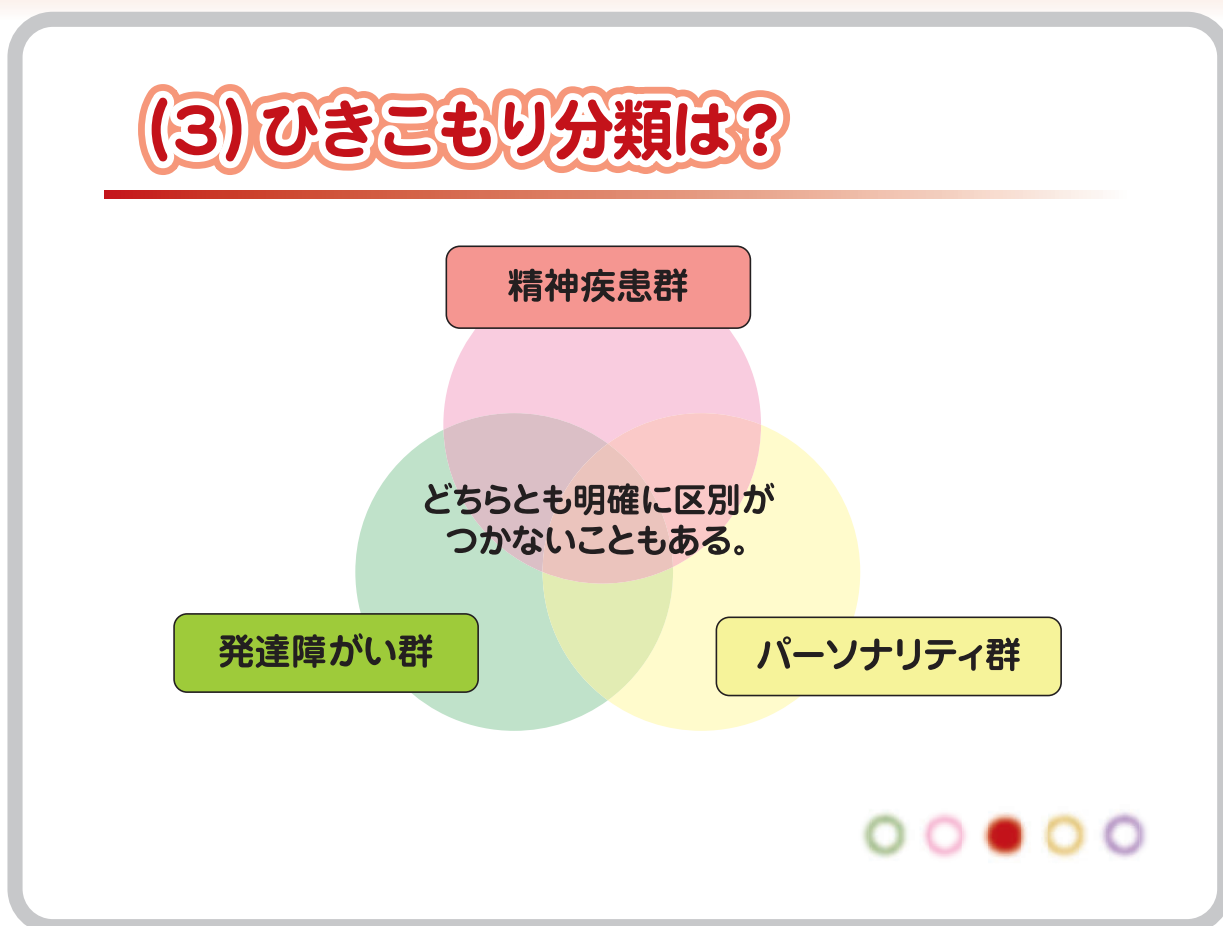 (3)ひきこもり分類は？
精神疾患群
どちらとも明確に区別が
つかないこともある。
発達障がい群
パーソナリティ群